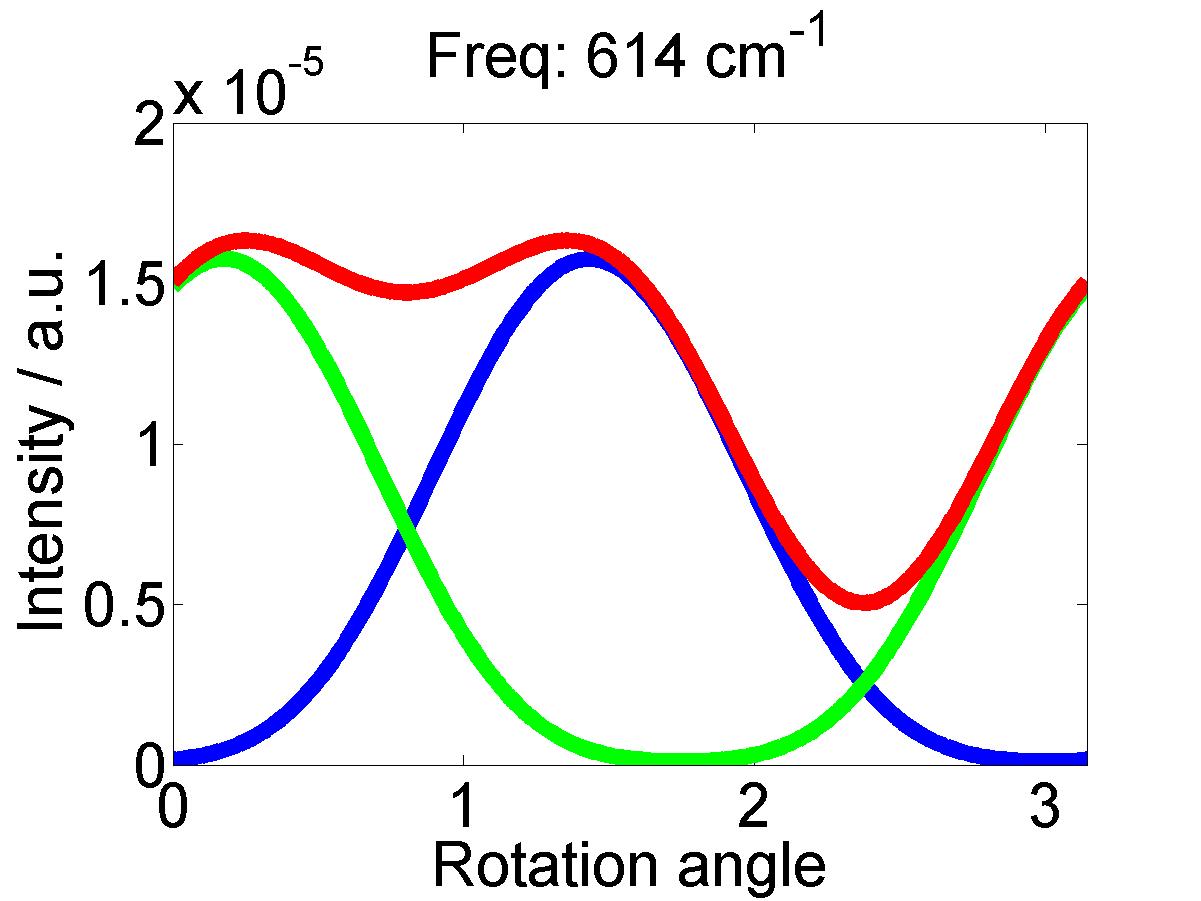 Freq: 614 cm⁻¹
x 10⁻⁵
2
1.5
1
0.5
0
0 1 2 3
Rotation angle
Intensity / a.u.